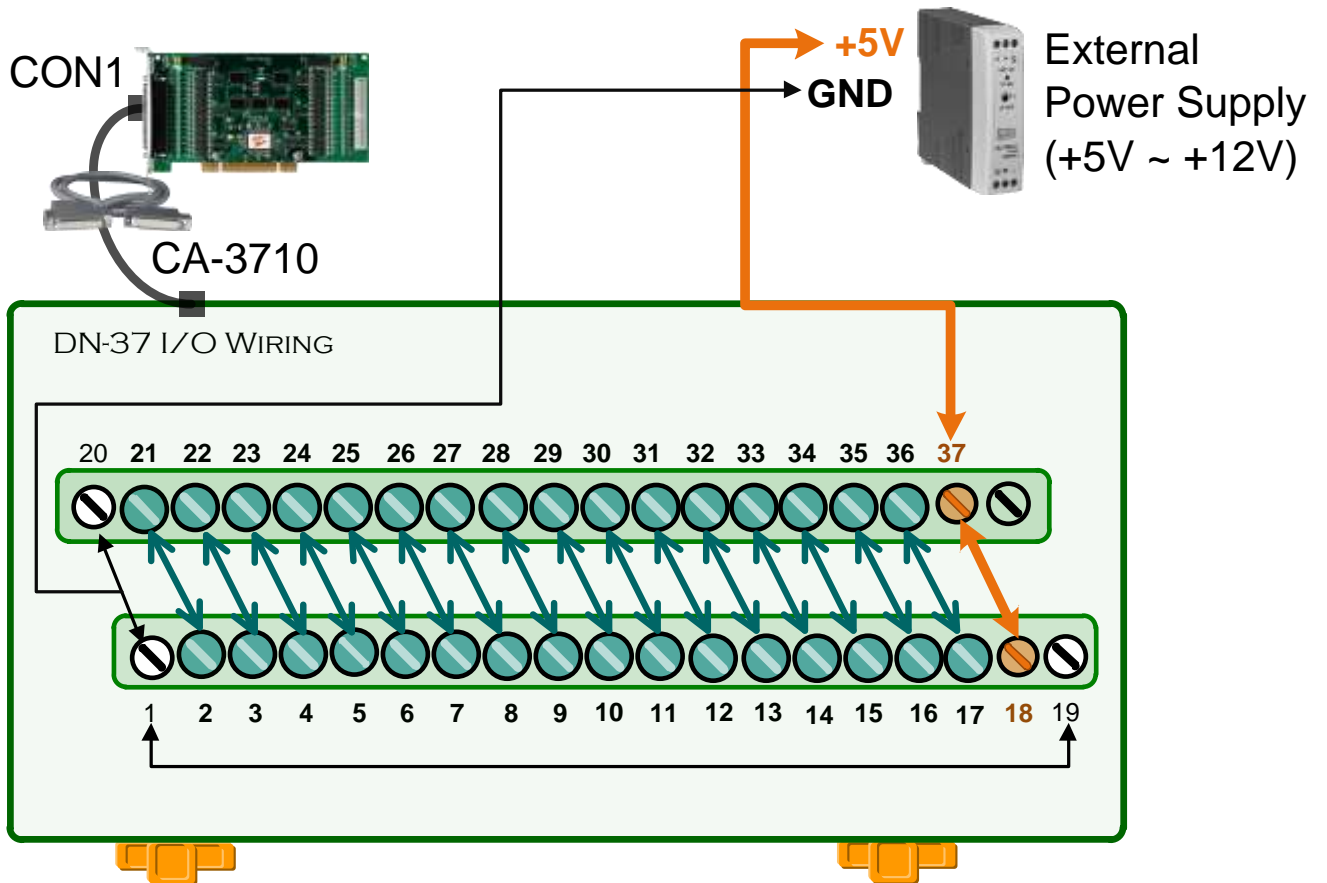 CON1
+5V
GND
External
Power Supply
(+5V ~ +12V)
CA-3710
DN-37 I/O WIRING
20 21 22 23 24 25 26 27 28 29 30 31 32 33 34 35 36 37
1 2 3 4 5 6 7 8 9 10 11 12 13 14 15 16 17 18 19